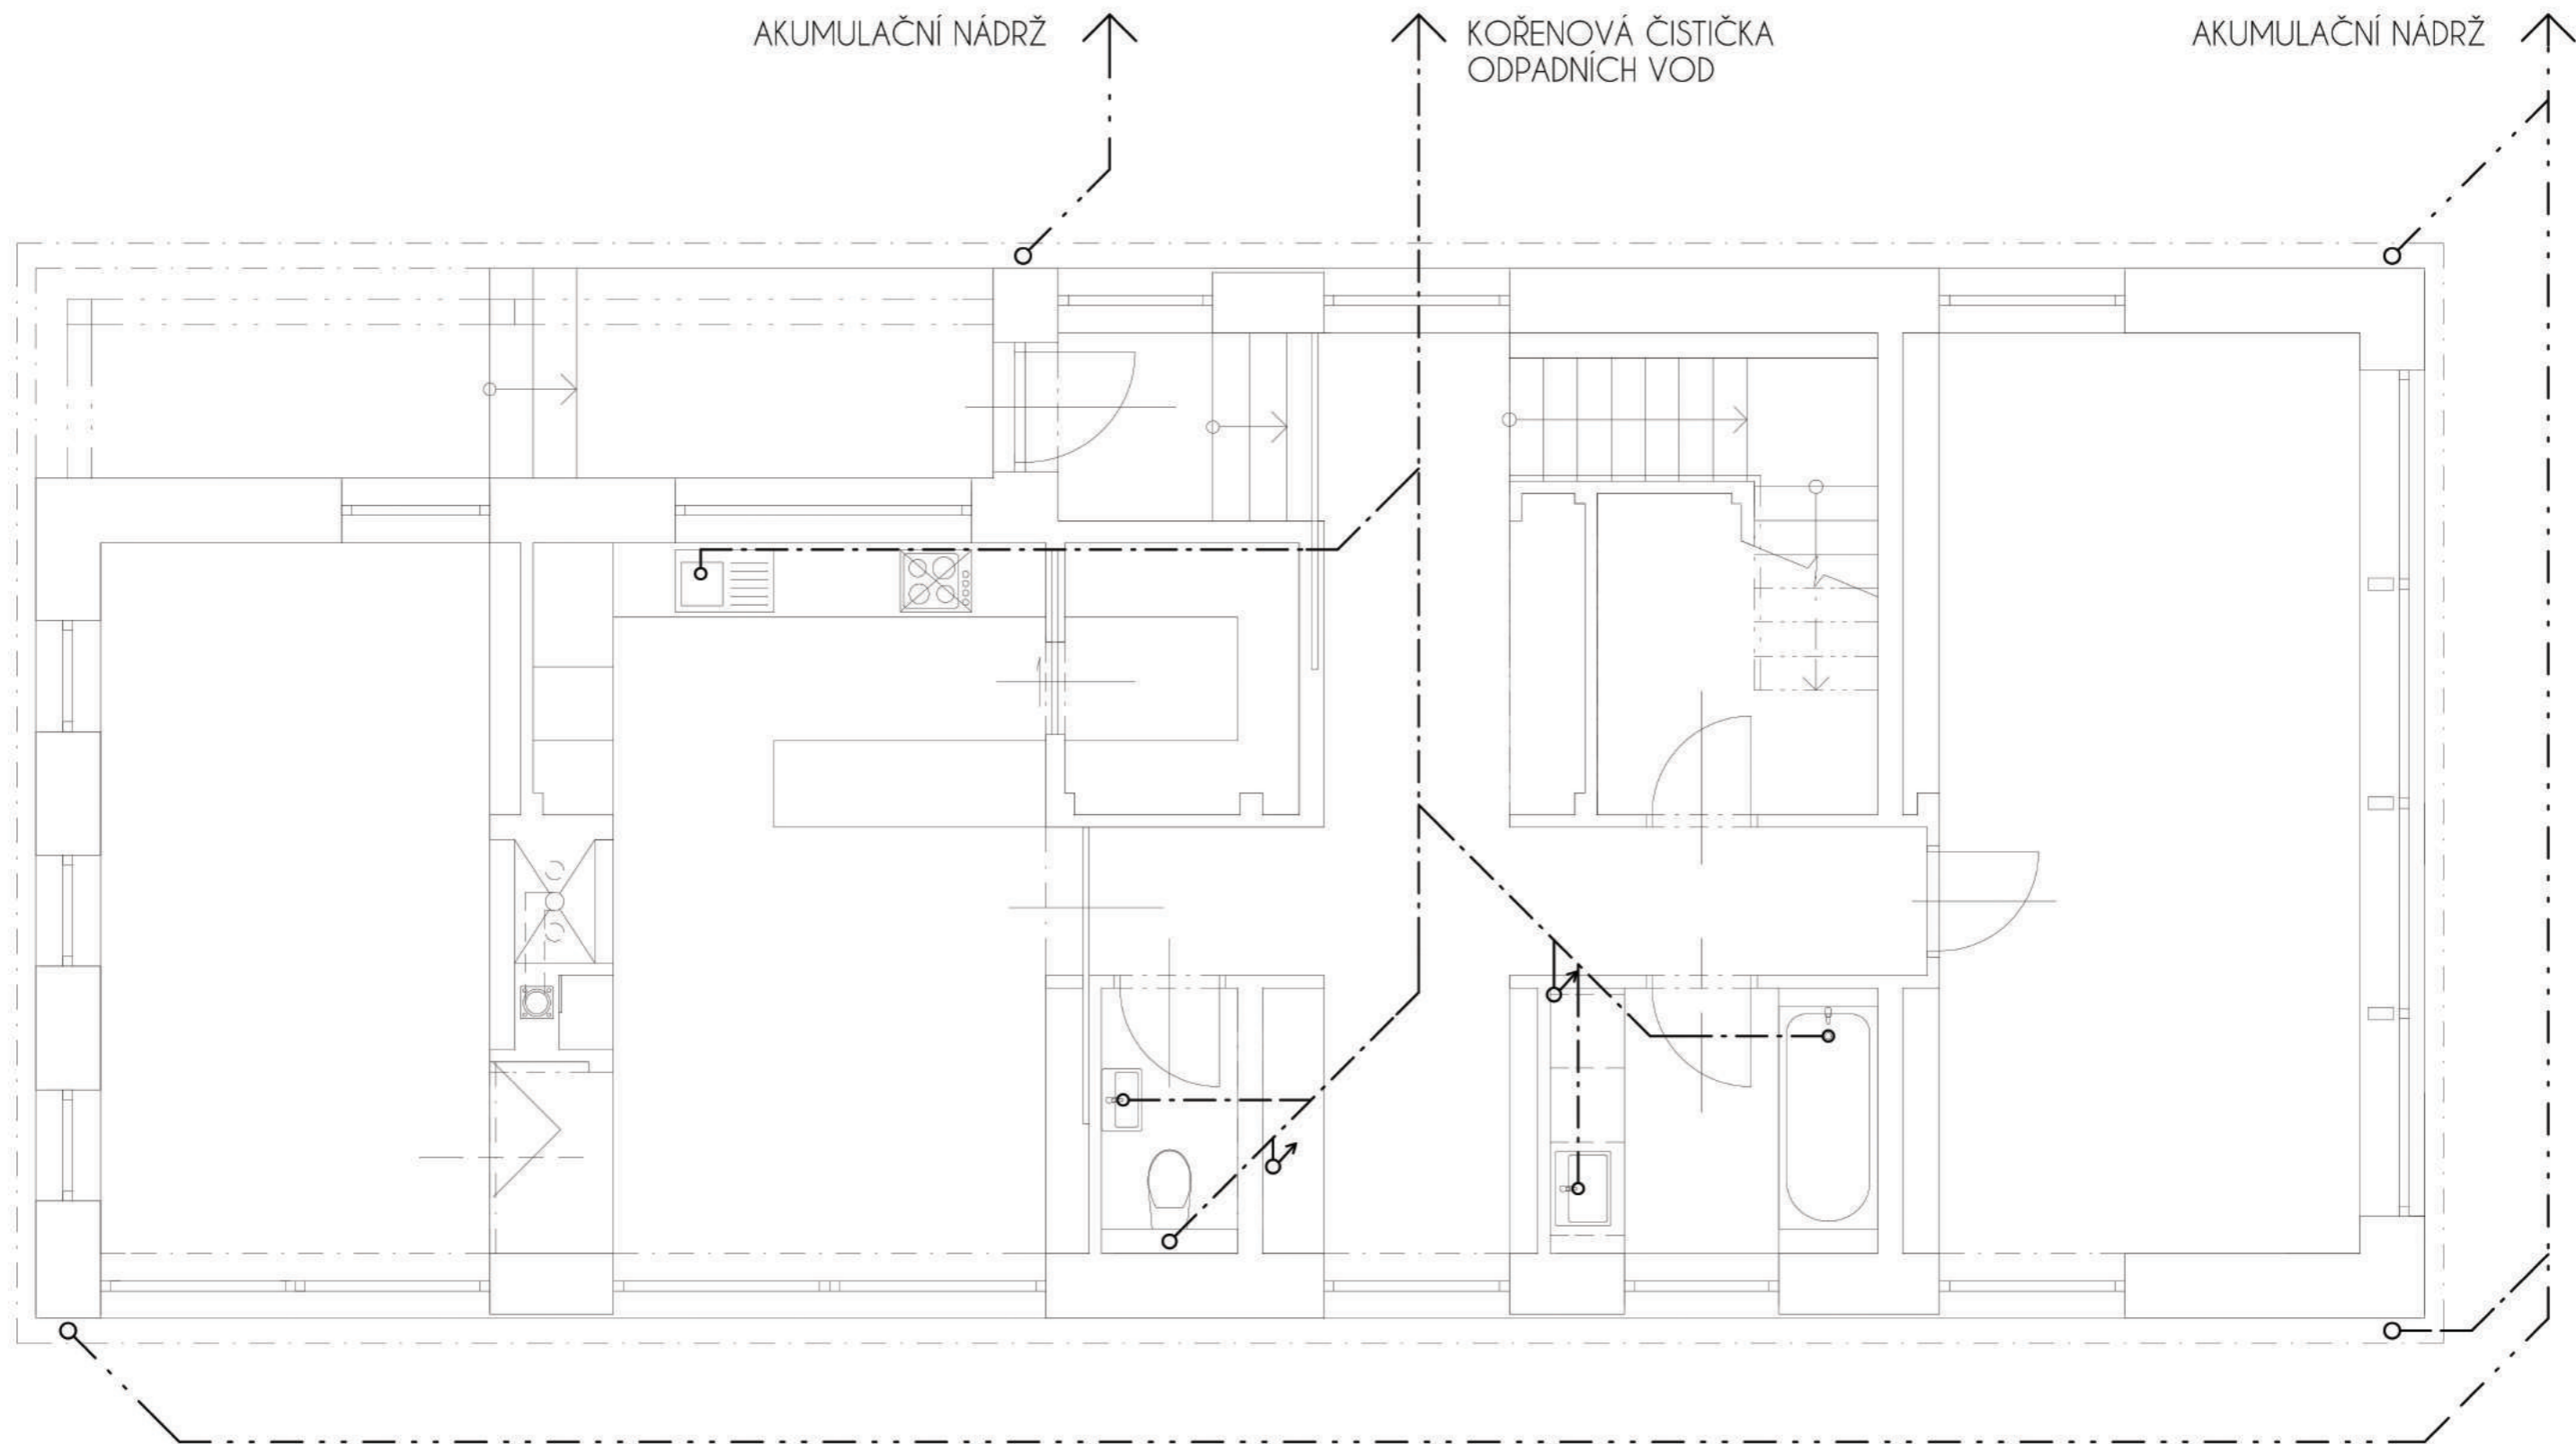 AKUMULAČNÍ NÁDRŽ
KOŘENOVÁ ČISTIČKA
ODPADNÍCH VOD
AKUMULAČNÍ NÁDRŽ